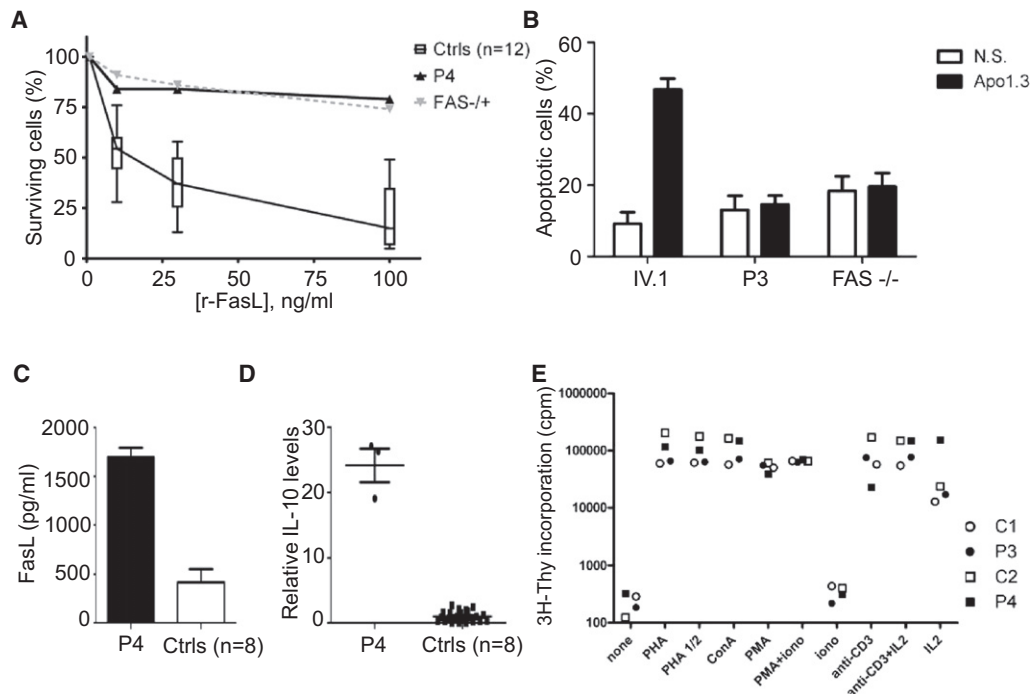 A
Surviving cells (%)
100
75
50
25
0
0 25 50 75 100
[r-FasL], ng/ml
Ctrls (n=12)
P4
FAS-/+
B
Apoptotic cells (%)
60
40
20
0
IV.1 P3 FAS -/-
N.S.
Apo1.3
C
FasL (pg/ml)
2000
1500
1000
500
0
P4 Ctrls (n=8)
D
Relative IL-10 levels
30
20
10
0
P4 Ctrls (n=8)
E
3H-Thy incorporation (cpm)
1000000
100000
10000
1000
100
none PHA PHA 1/2 ConA PMA PMA+iono iono anti-CD3 anti-CD3+IL2 IL2
C1
P3
C2
P4